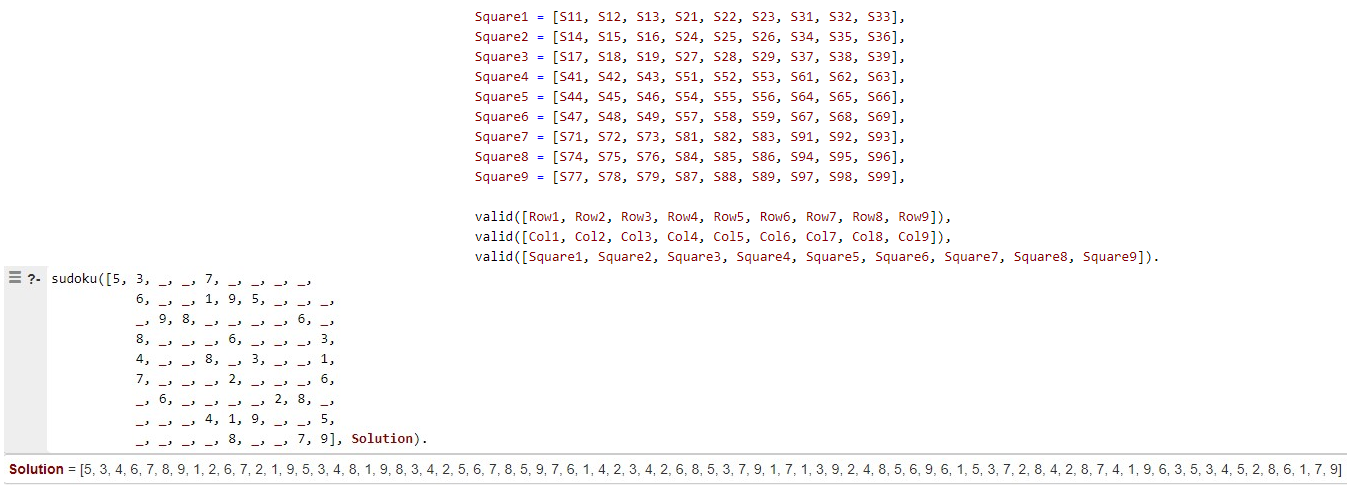 Square1 = [S11, S12, S13, S21, S22, S23, S31, S32, S33],
Square2 = [S14, S15, S16, S24, S25, S26, S34, S35, S36],
Square3 = [S17, S18, S19, S27, S28, S29, S37, S38, S39],
Square4 = [S41, S42, S43, S51, S52, S53, S61, S62, S63],
Square5 = [S44, S45, S46, S54, S55, S56, S64, S65, S66],
Square6 = [S47, S48, S49, S57, S58, S59, S67, S68, S69],
Square7 = [S71, S72, S73, S81, S82, S83, S91, S92, S93],
Square8 = [S74, S75, S76, S84, S85, S86, S94, S95, S96],
Square9 = [S77, S78, S79, S87, S88, S89, S97, S98, S99],
valid([Row1, Row2, Row3, Row4, Row5, Row6, Row7, Row8, Row9]),
valid([Col1, Col2, Col3, Col4, Col5, Col6, Col7, Col8, Col9]),
valid([Square1, Square2, Square3, Square4, Square5, Square6, Square7, Square8, Square9]).
?- sudoku([5, 3, _, _, 7, _, _, _, _,
6, _, _, 1, 9, 5, _, _, _,
_, 9, 8, _, _, _, _, 6, _,
8, _, _, _, 6, _, _, _, 3,
4, _, _, 8, _, 3, _, _, 1,
7, _, _, _, 2, _, _, _, 6,
_, 6, _, _, _, _, 2, 8, _,
_, _, _, 4, 1, 9, _, _, 5,
_, _, _, _, 8, _, _, 7, 9], Solution).
Solution = [5, 3, 4, 6, 7, 8, 9, 1, 2, 6, 7, 2, 1, 9, 5, 3, 4, 8, 1, 9, 8, 3, 4, 2, 5, 6, 7, 8, 5, 9, 7, 6, 1, 4, 2, 3, 4, 2, 6, 8, 5, 3, 7, 9, 1, 7, 1, 3, 9, 2, 4, 8, 5, 6, 9, 6, 1, 5, 3, 7, 2, 8, 4, 2, 8, 7, 4, 1, 9, 6, 3, 5, 3, 4, 5, 2, 8, 6, 1, 7, 9]